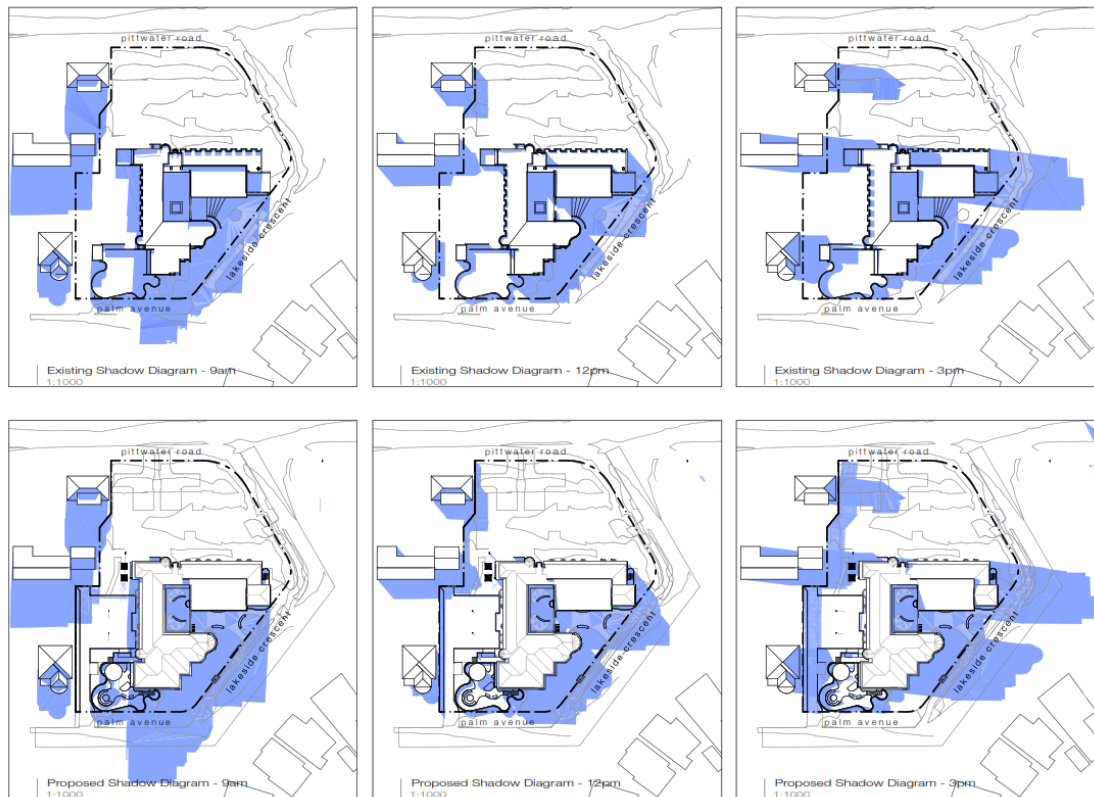 pittwater road
lakeside crescent
palm avenue
Existing Shadow Diagram - 9am
1:1000
pittwater road
lakeside crescent
palm avenue
Existing Shadow Diagram - 12pm
1:1000
pittwater road
lakeside crescent
palm avenue
Existing Shadow Diagram - 3pm
1:1000
pittwater road
lakeside crescent
palm avenue
Proposed Shadow Diagram - 9am
1:1000
pittwater road
lakeside crescent
palm avenue
Proposed Shadow Diagram - 12pm
1:1000
pittwater road
lakeside crescent
palm avenue
Proposed Shadow Diagram - 3pm
1:1000